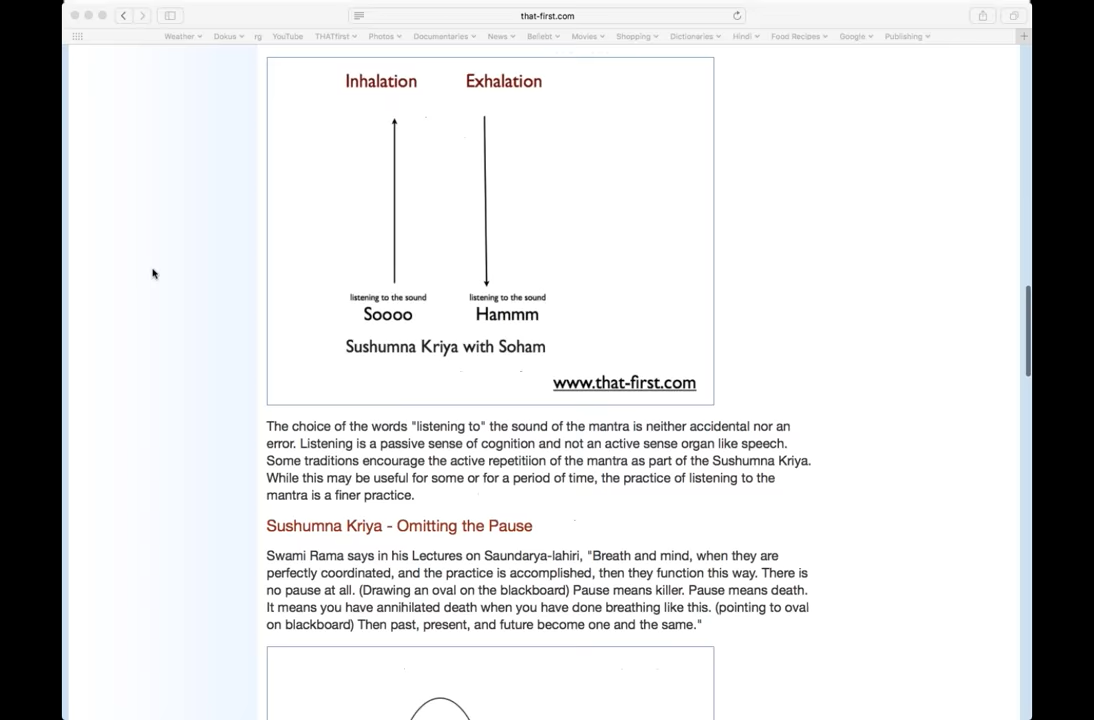 that-first.com
Weather Dokus rg YouTube THATfirst Photos Documentaries News Beliebt Movies Shopping Dictionaries Hindi Food Recipes Google Publishing
Inhalation Exhalation
listening to the sound listening to the sound
Soooo Hammm
Sushumna Kriya with Soham
www.that-first.com
The choice of the words "listening to" the sound of the mantra is neither accidental nor an
error. Listening is a passive sense of cognition and not an active sense organ like speech.
Some traditions encourage the active repetitiion of the mantra as part of the Sushumna Kriya.
While this may be useful for some or for a period of time, the practice of listening to the
mantra is a finer practice.
Sushumna Kriya - Omitting the Pause
Swami Rama says in his Lectures on Saundarya-lahiri, "Breath and mind, when they are
perfectly coordinated, and the practice is accomplished, then they function this way. There is
no pause at all. (Drawing an oval on the blackboard) Pause means killer. Pause means death.
It means you have annihilated death when you have done breathing like this. (pointing to oval
on blackboard) Then past, present, and future become one and the same."